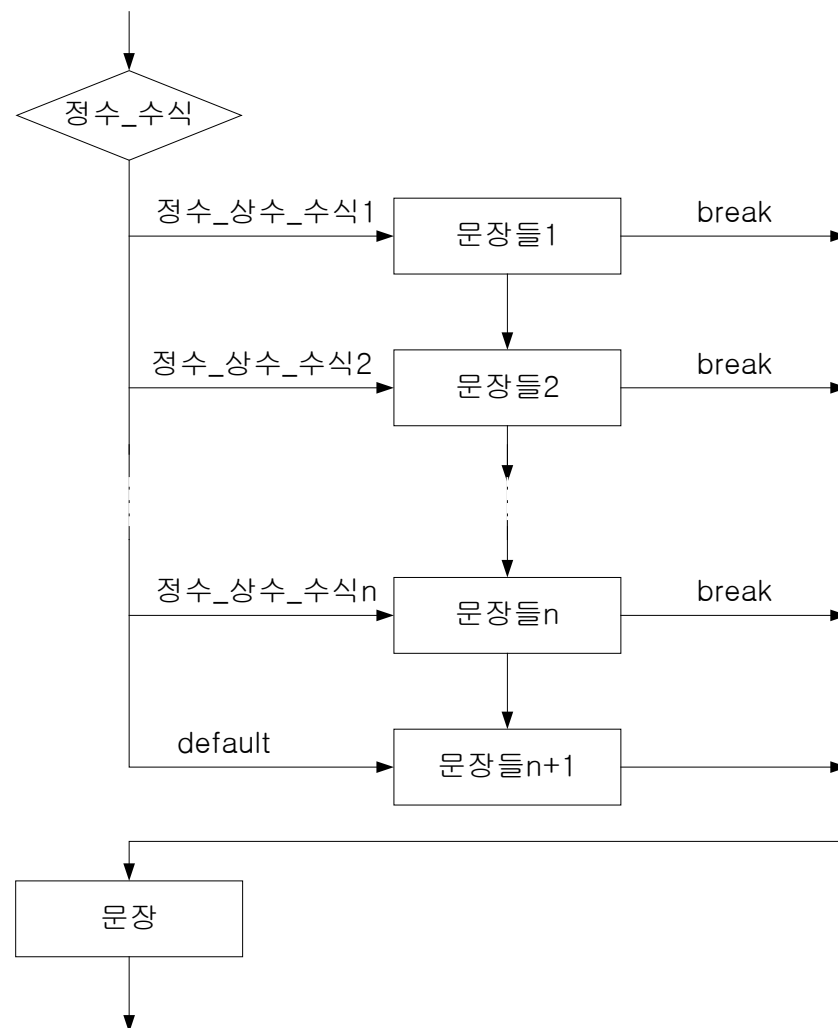 정수_수식
정수_상수_수식1
문장들1
break
정수_상수_수식2
문장들2
break
정수_상수_수식n
문장들n
break
default
문장들n+1
문장